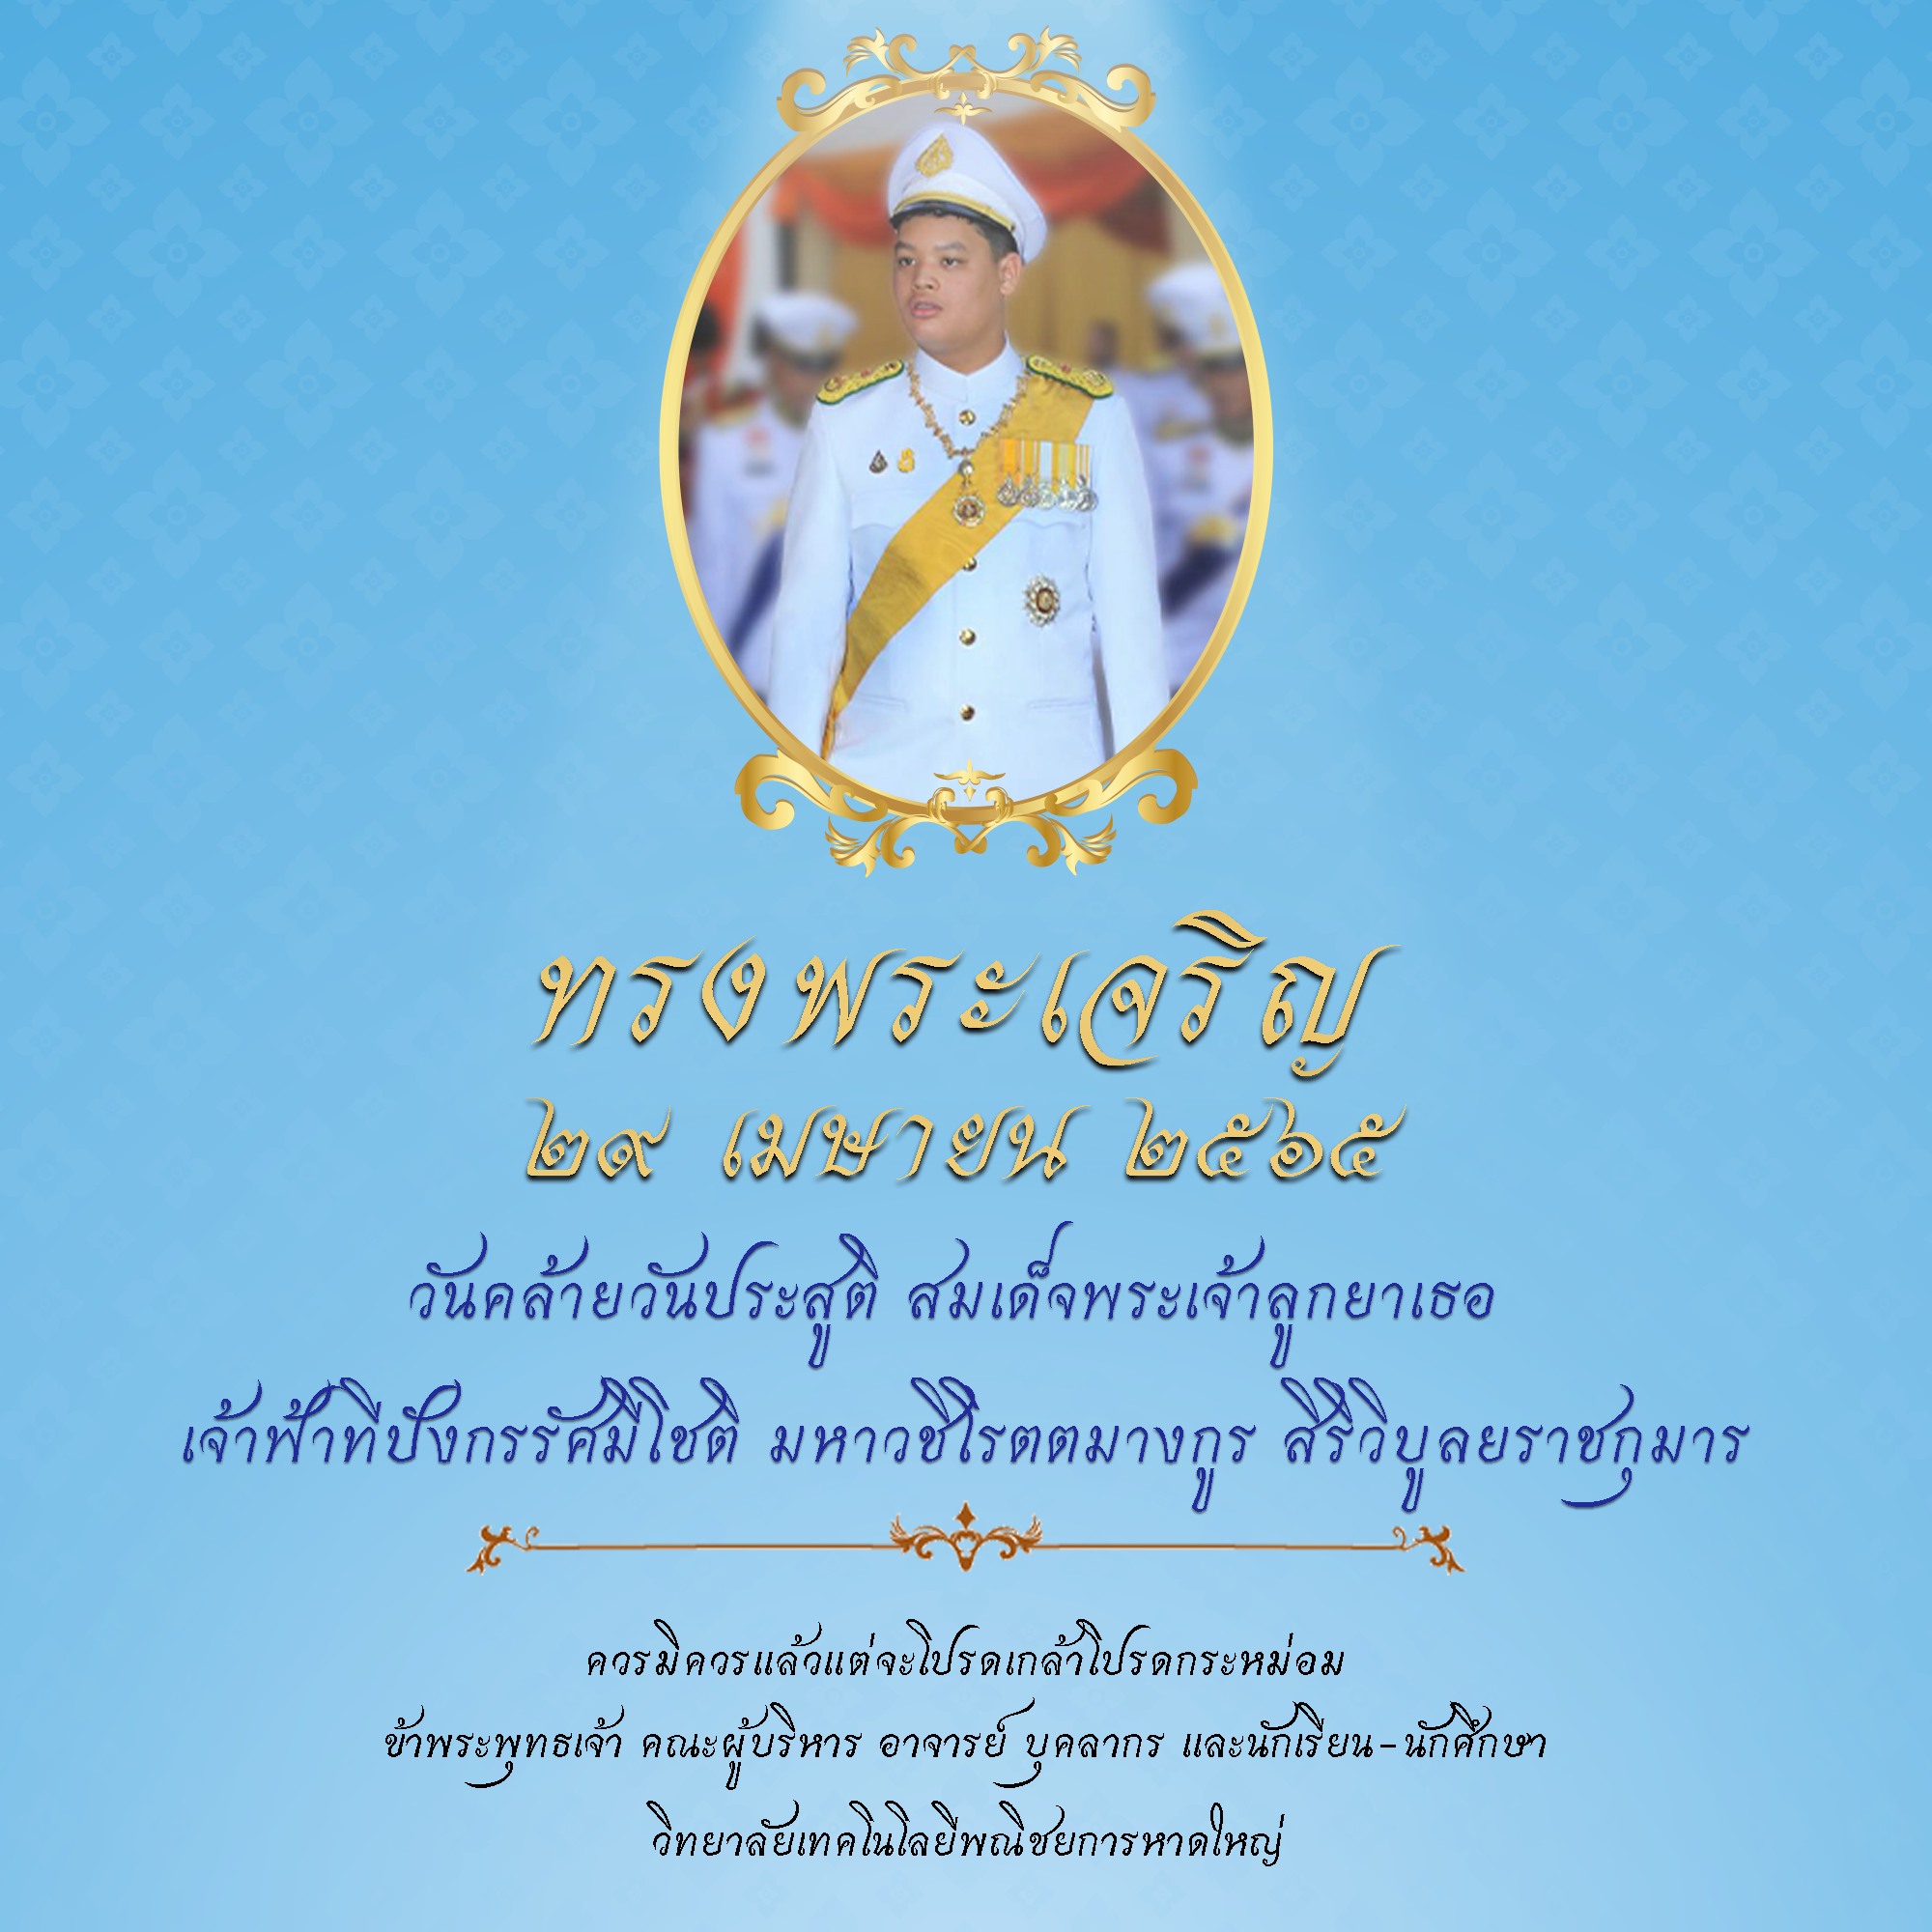 ทรงพระเจริญ
๒๙ เมษายน ๒๕๖๕
วันคล้ายวันประสูติ สมเด็จพระเจ้าลูกยาเธอ
เจ้าฟ้าทีปังกรรัศมีโชติ มหาวชิโรตตมางกูร สิริวิบูลยราชกุมาร
ควรมิควรแล้วแต่จะโปรดเกล้าโปรดกระหม่อม
ข้าพระพุทธเจ้า คณะผู้บริหาร อาจารย์ บุคลากร และนักเรียน-นักศึกษา
วิทยาลัยเทคโนโลยีพณิชยการหาดใหญ่